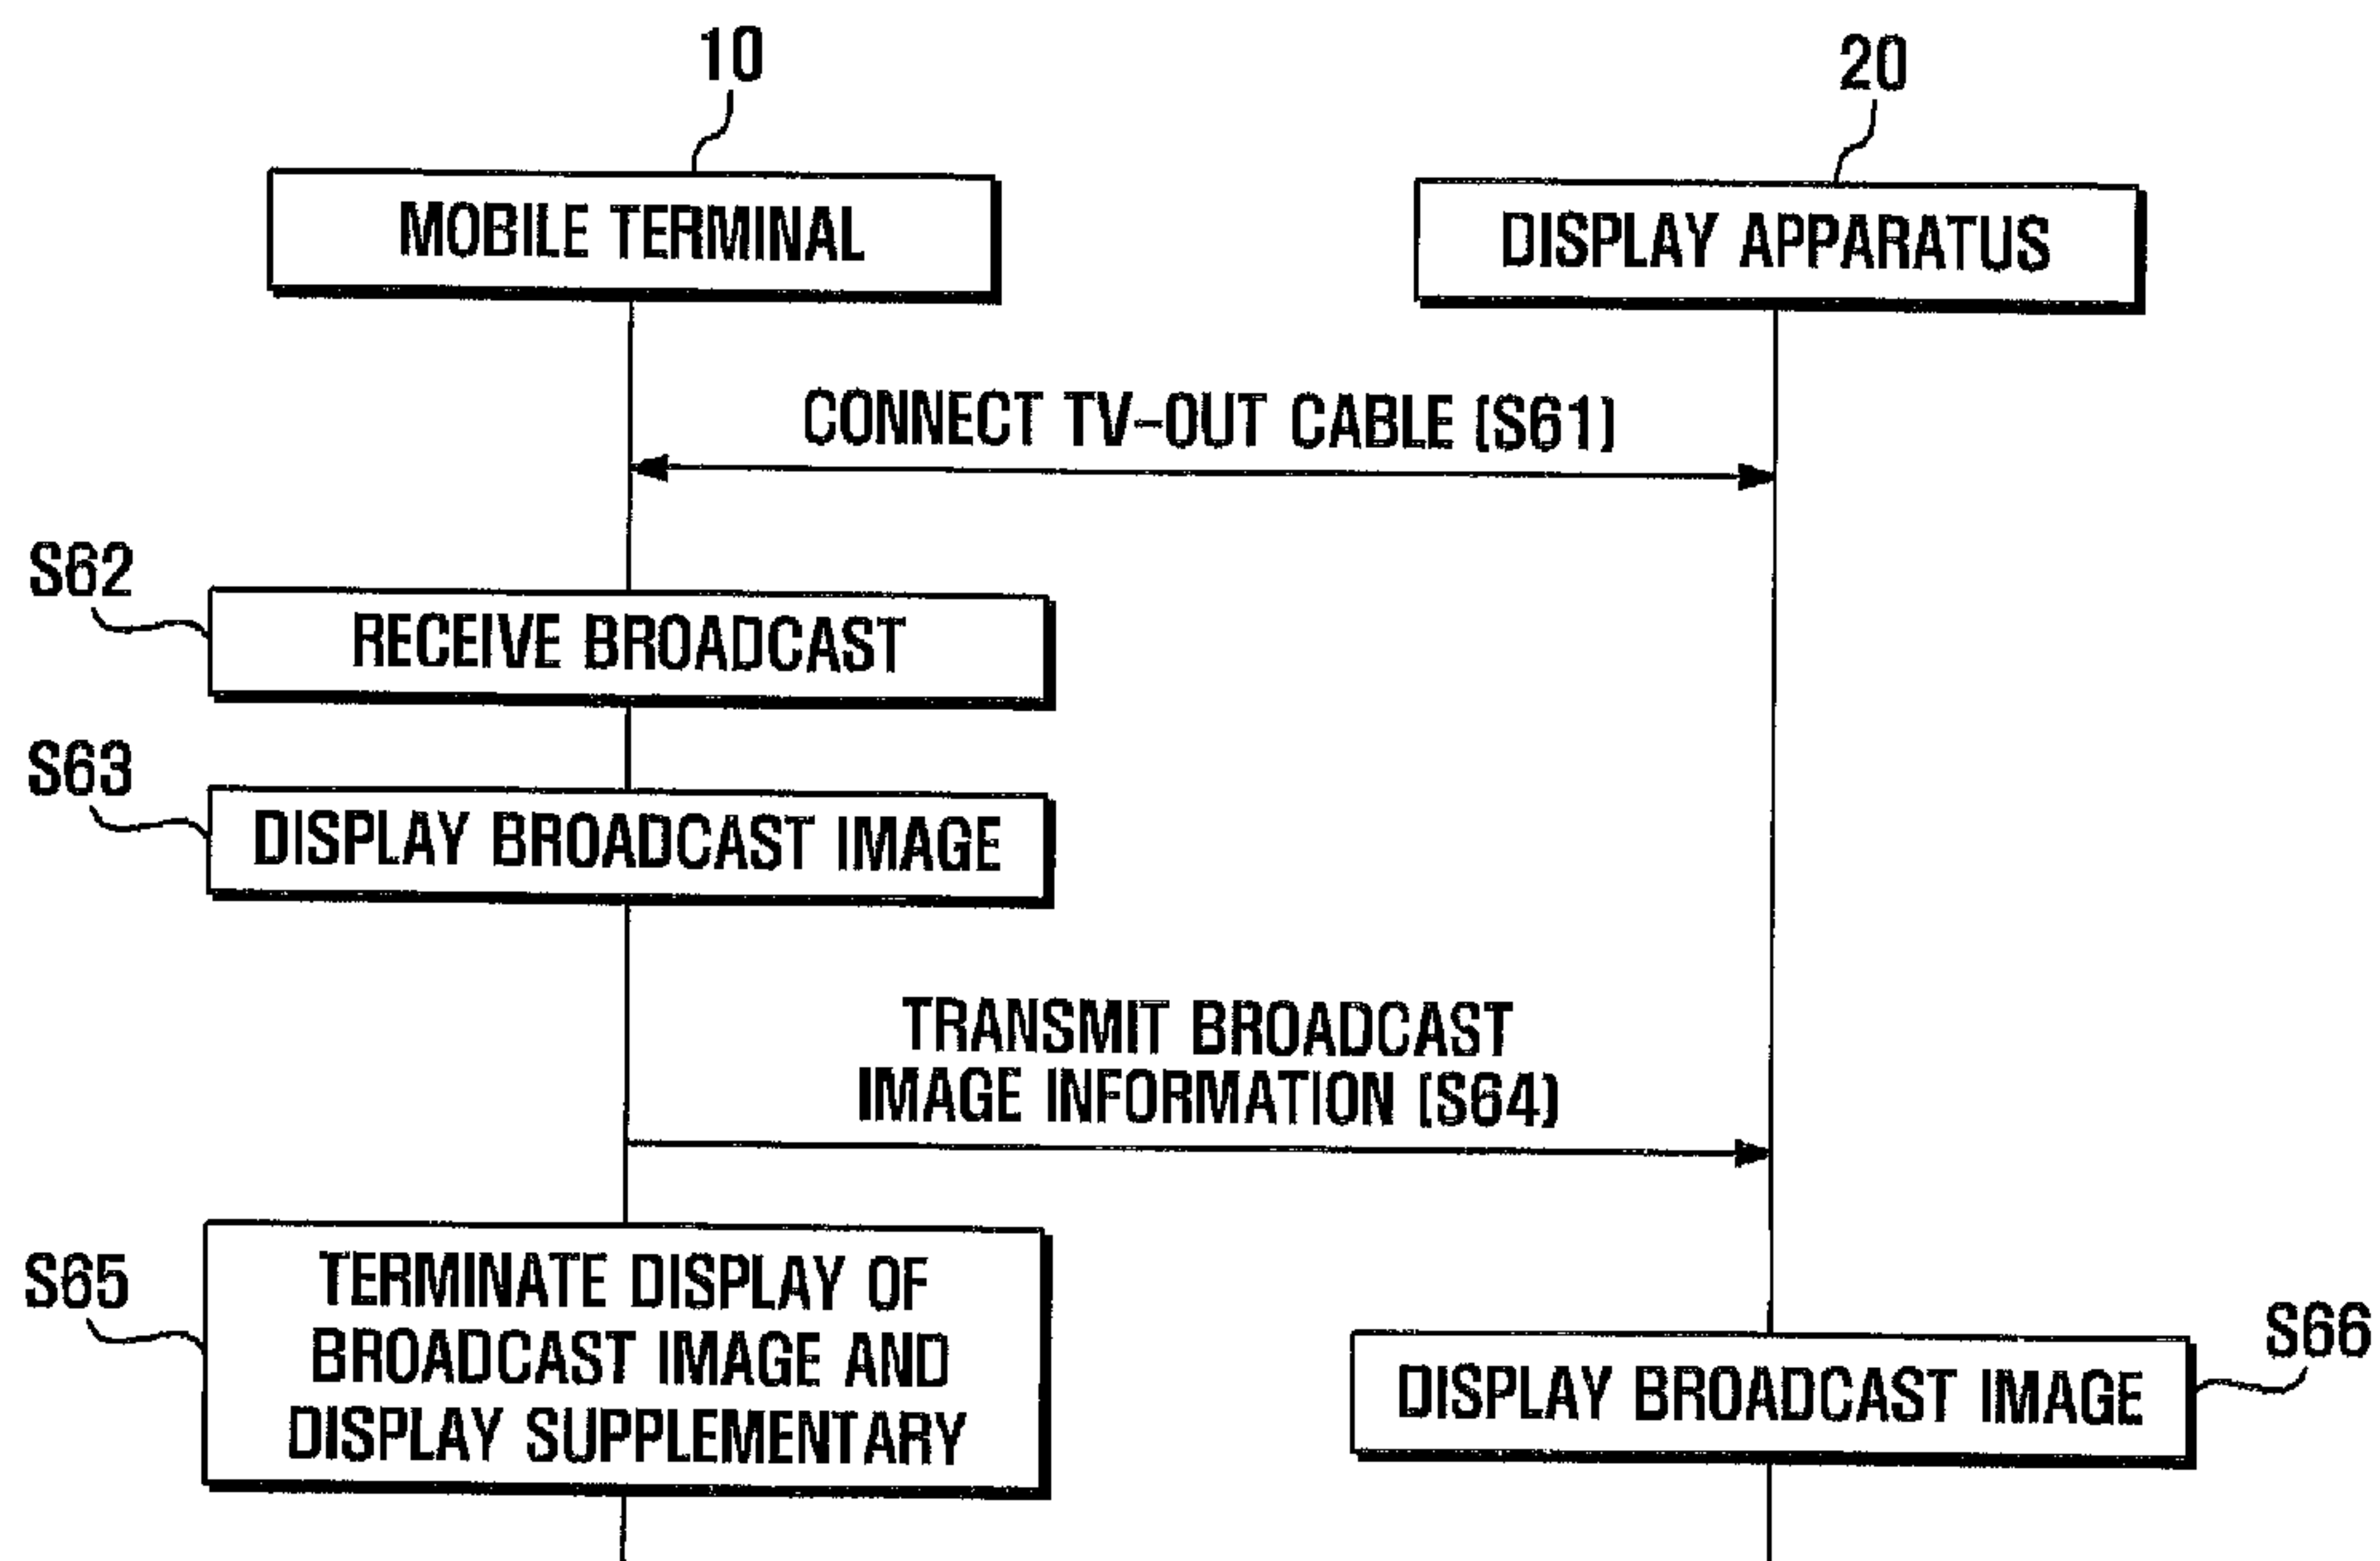 10
20
MOBILE TERMINAL
DISPLAY APPARATUS
CONNECT TV-OUT CABLE (S61)
S62
RECEIVE BROADCAST
S63
DISPLAY BROADCAST IMAGE
TRANSMIT BROADCAST
IMAGE INFORMATION (S64)
S65
TERMINATE DISPLAY OF
BROADCAST IMAGE AND
DISPLAY SUPPLEMENTARY
S66
DISPLAY BROADCAST IMAGE